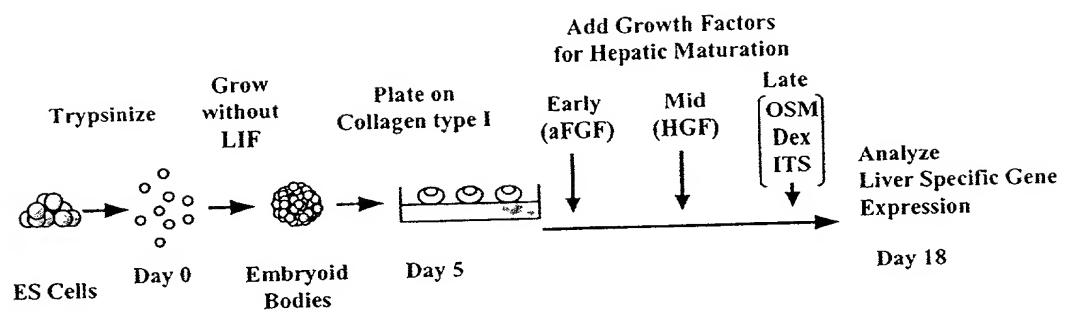 Add Growth Factors
for Hepatic Maturation
Trypsinize
Grow
without
LIF
Plate on
Collagen type I
Early
(aFGF)
Mid
(HGF)
Late
OSM
Dex
ITS
Analyze
Liver Specific Gene
Expression
ES Cells
Day 0
Embryoid
Bodies
Day 5
Day 18